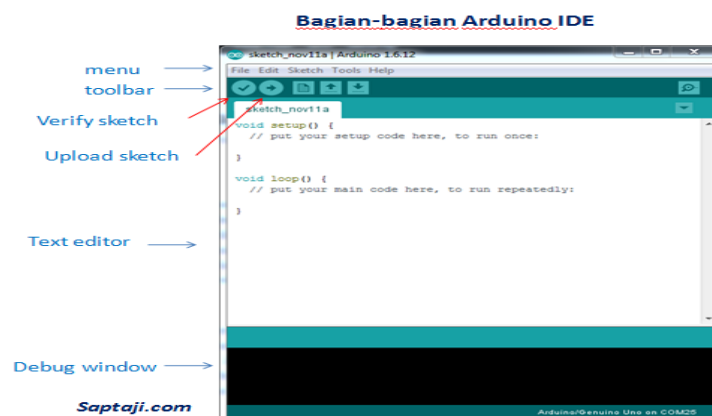 Bagian-bagian Arduino IDE
sketch_nov11a | Arduino 1.6.12
menu
File Edit Sketch Tools Help
toolbar
sketch_nov11a
Verify sketch
void setup() {
// put your setup code here, to run once:
Upload sketch
}
void loop() {
// put your main code here, to run repeatedly:
}
Text editor
Debug window
Saptaji.com
Arduino/Genuino Uno on COM25